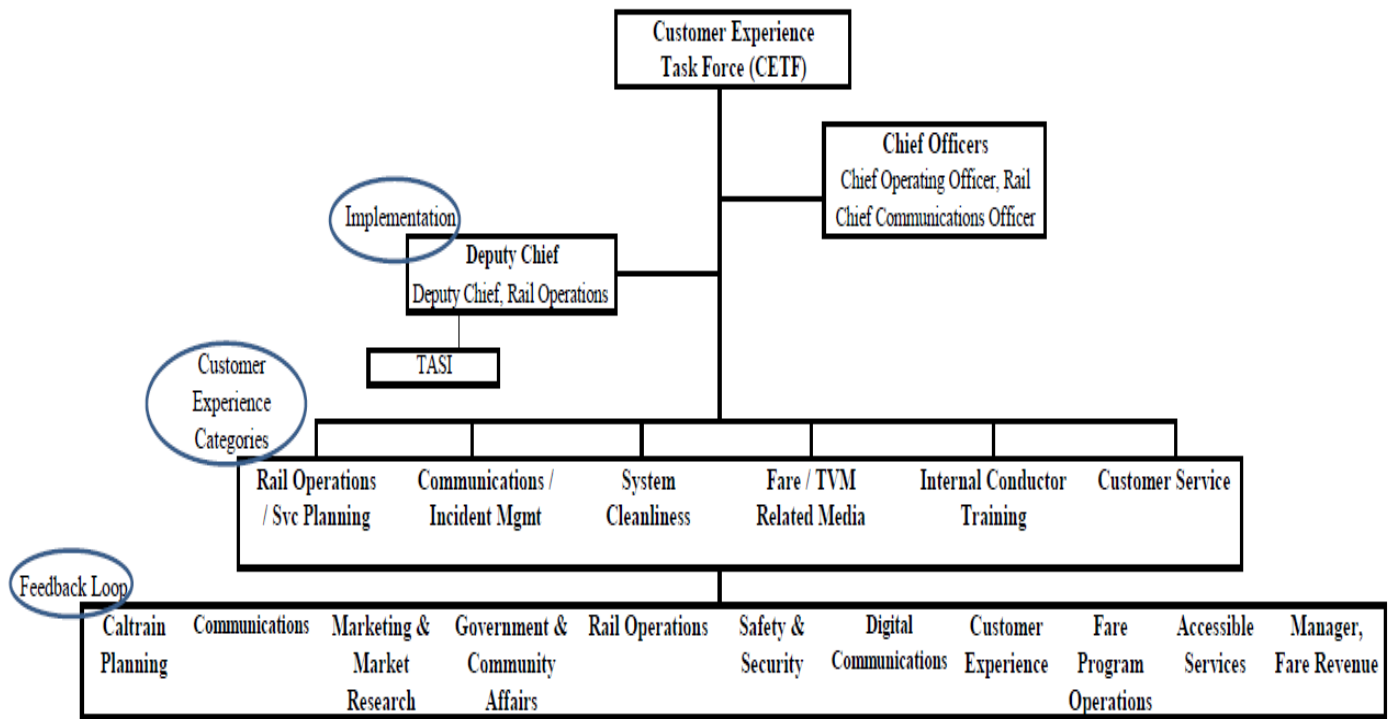 Customer Experience
Task Force (CETF)
Chief Officers
Chief Operating Officer, Rail
Chief Communications Officer
Implementation
Deputy Chief
Deputy Chief, Rail Operations
TASI
Customer
Experience
Categories
Rail Operations
/ Svc Planning
Communications /
Incident Mgmt
System
Cleanliness
Fare / TVM
Related Media
Internal Conductor
Training
Customer Service
Feedback Loop
Caltrain
Planning
Communications
Marketing &
Market
Research
Government &
Community
Affairs
Rail Operations
Safety &
Security
Digital
Communications
Customer
Experience
Fare
Program
Operations
Accessible
Services
Manager,
Fare Revenue